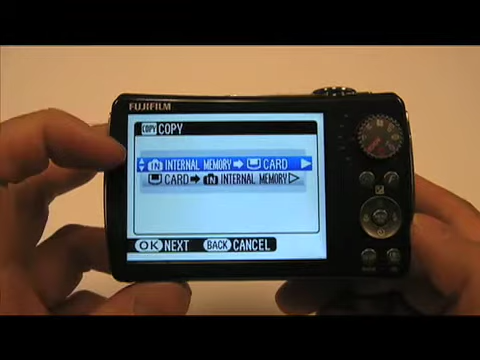 FUJIFILM
COPY COPY
IN INTERNAL MEMORY CARD
CARD IN INTERNAL MEMORY
OK NEXT BACK CANCEL